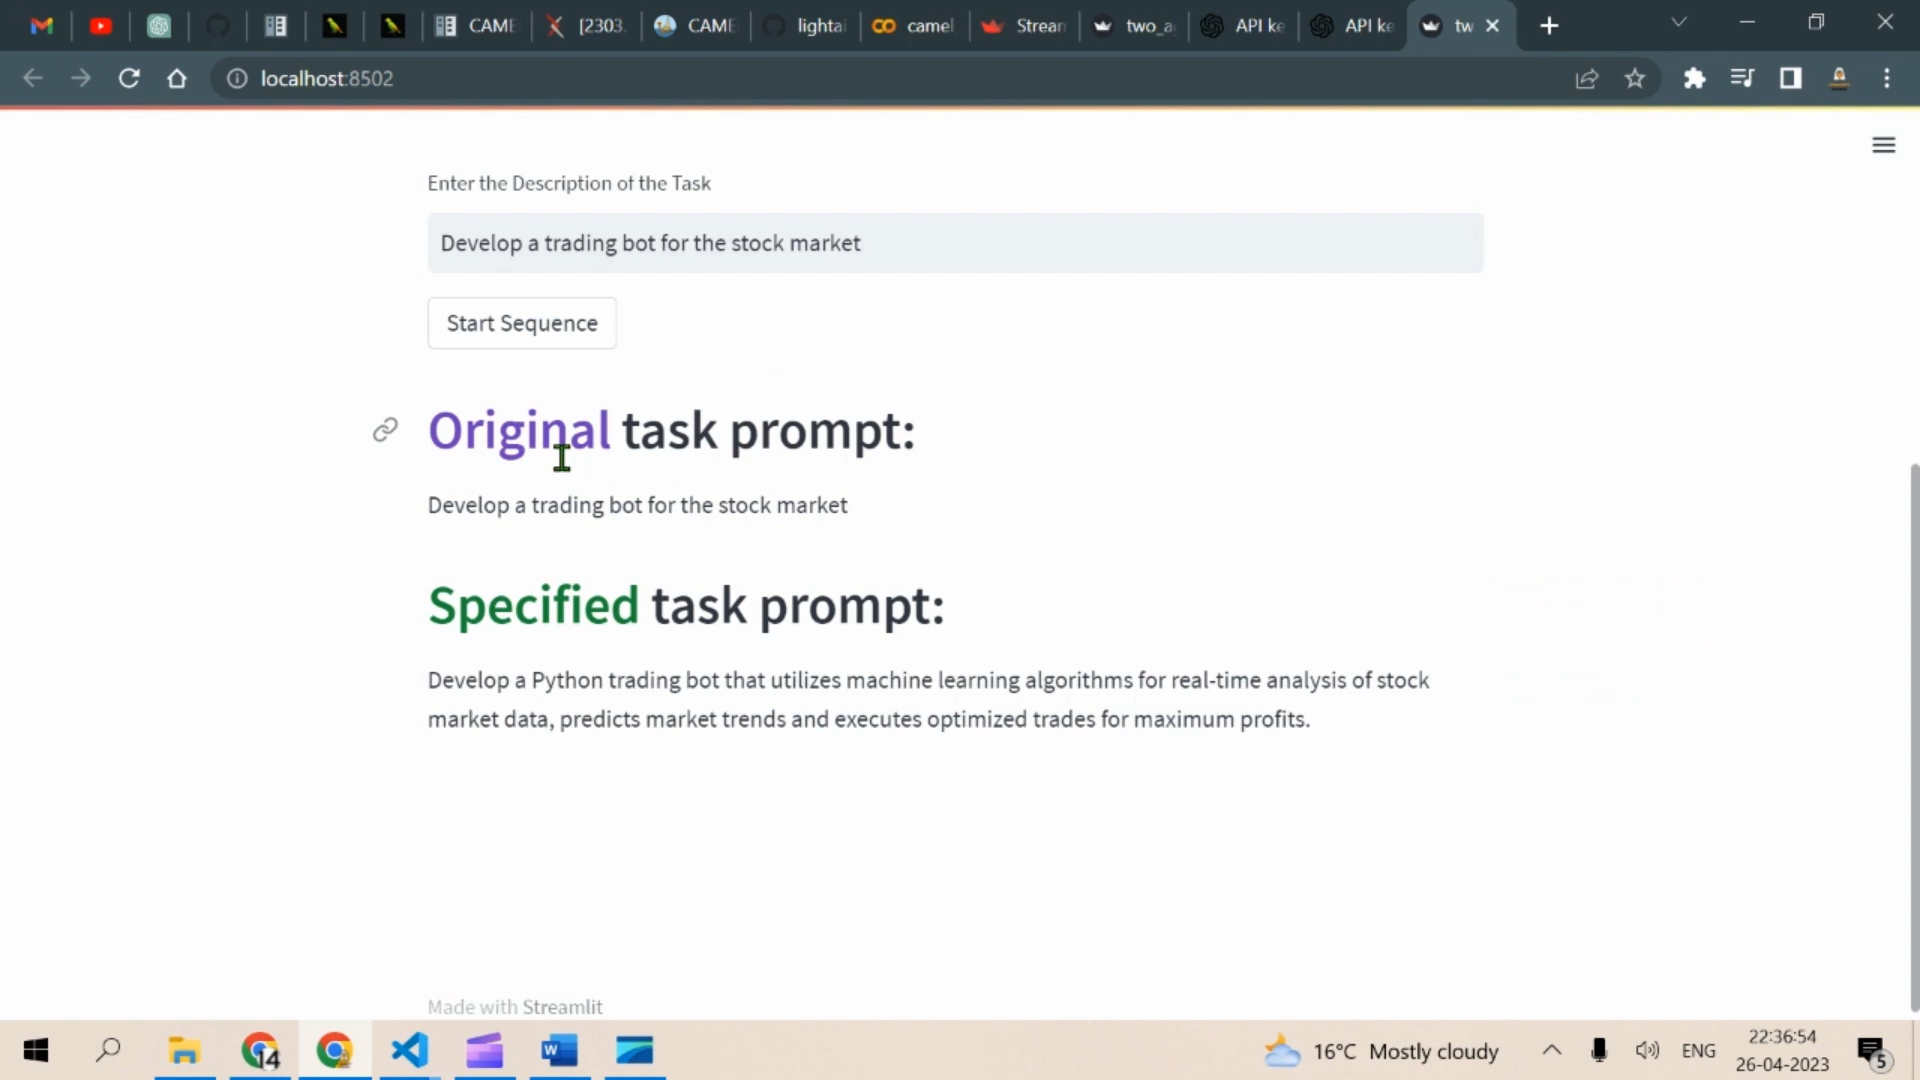 CAME
[2303.
CAME
lightai
camel
Strean
two_a
API ke
API ke
tw
localhost:8502
Enter the Description of the Task
Develop a trading bot for the stock market
Start Sequence
Original task prompt:
Develop a trading bot for the stock market
Specified task prompt:
Develop a Python trading bot that utilizes machine learning algorithms for real-time analysis of stock
market data, predicts market trends and executes optimized trades for maximum profits.
Made with Streamlit
14
16°C Mostly cloudy
ENG
22:36:54
26-04-2023
5